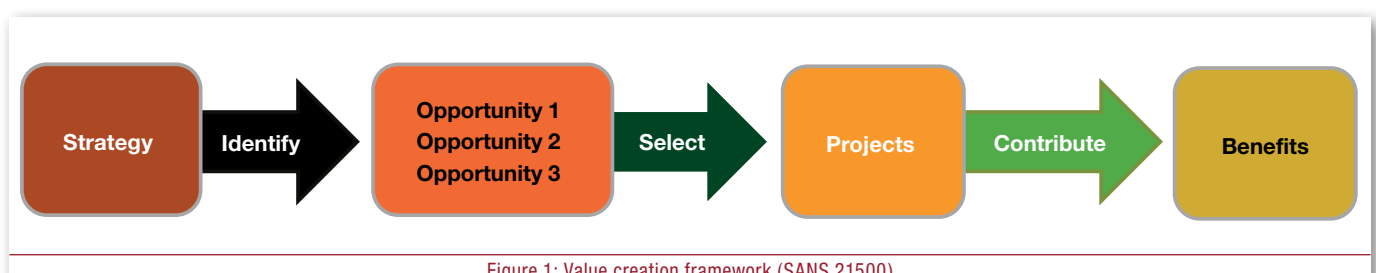 Strategy
Identify
Opportunity 1
Opportunity 2
Opportunity 3
Select
Projects
Contribute
Benefits
Figure 1: Value creation framework (SANS 21500)